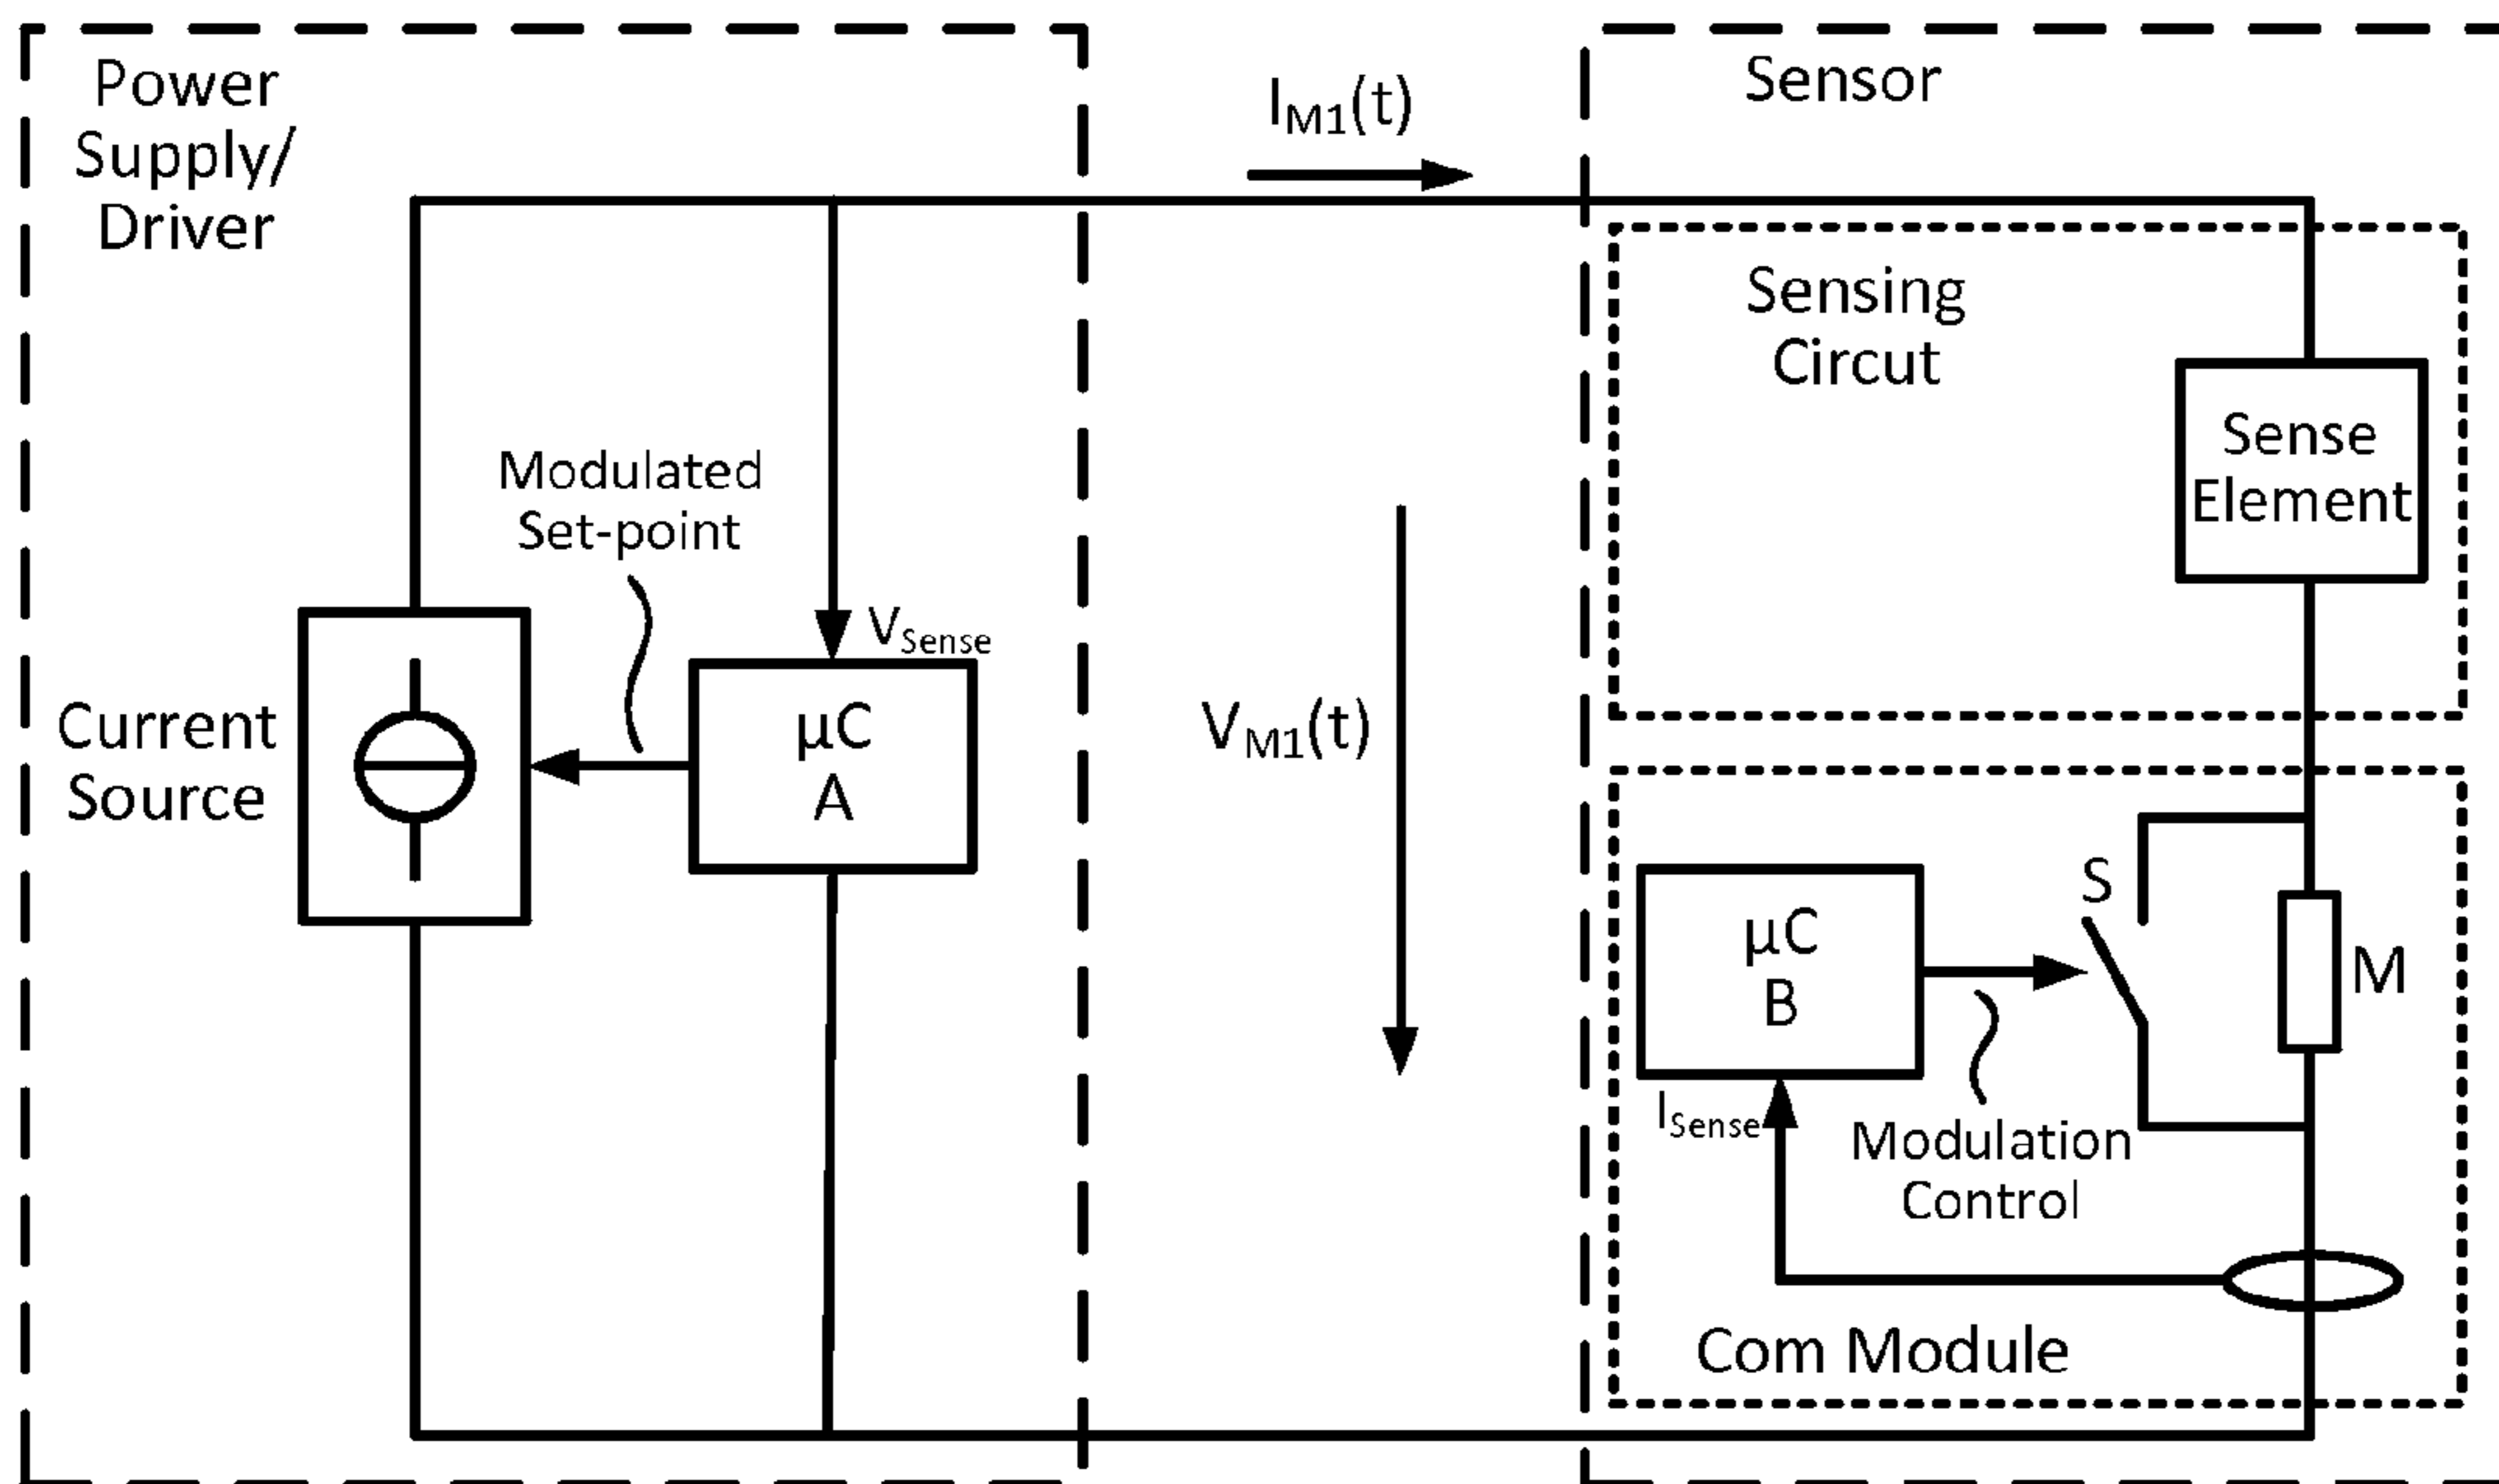 Power
Supply/
Driver
I_M1(t)
Sensor
Sensing
Circut
Sense
Element
Modulated
Set-point
V_Sense
Current
Source
µC
A
V_M1(t)
S
µC
B
M
I_Sense
Modulation
Control
Com Module